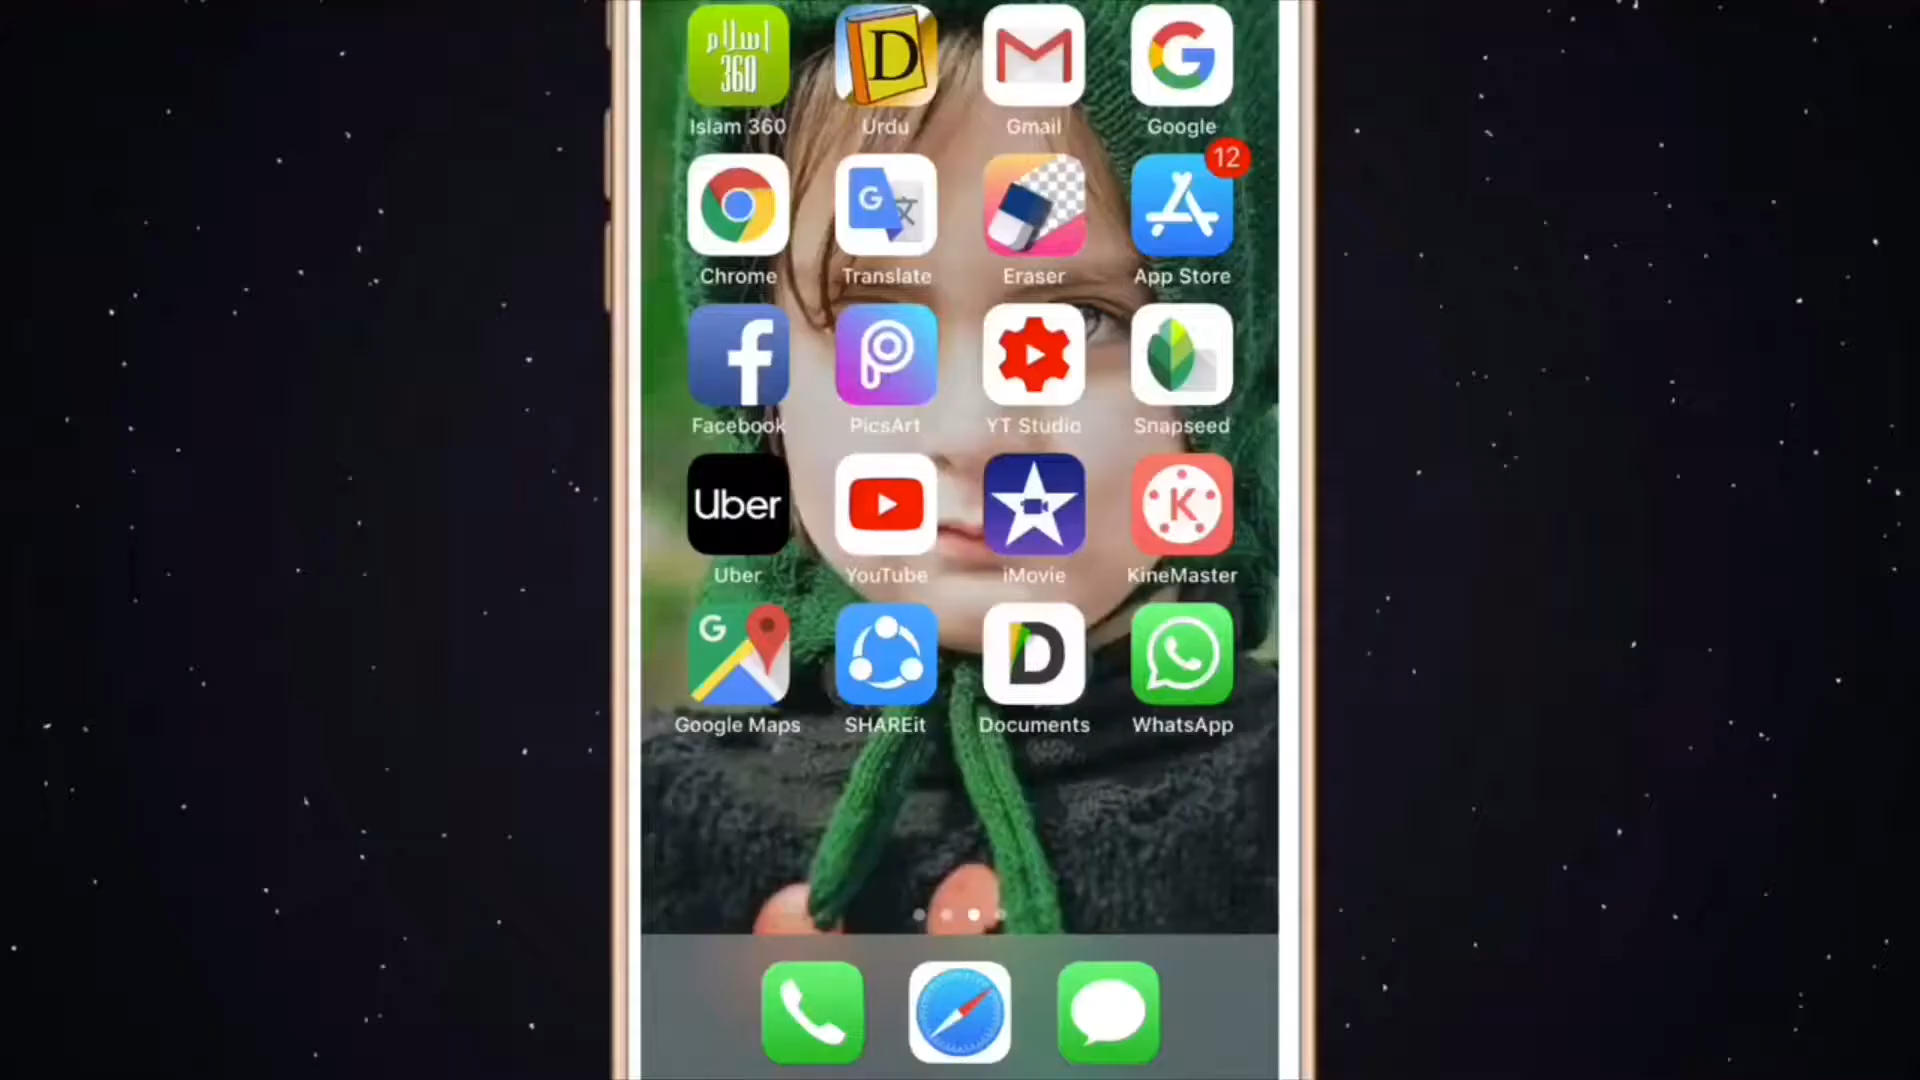 اسلام
360
D
M
G
Islam 360
Urdu
Gmail
Google
12
G 文
Chrome
Translate
Eraser
App Store
f
P
Facebook
PicsArt
YT Studio
Snapseed
Uber
K
Uber
YouTube
iMovie
KineMaster
G
D
Google Maps
SHAREit
Documents
WhatsApp